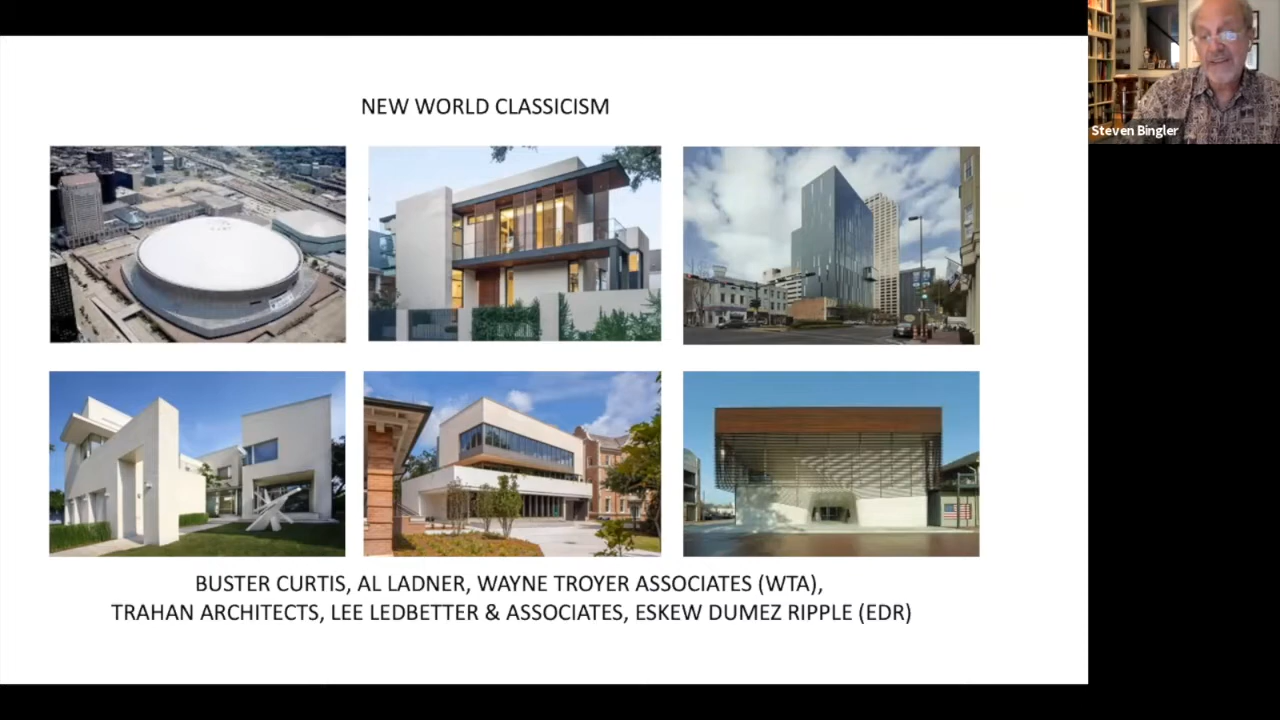 NEW WORLD CLASSICISM
Steven Bingler
BUSTER CURTIS, AL LADNER, WAYNE TROYER ASSOCIATES (WTA),
TRAHAN ARCHITECTS, LEE LEDBETTER & ASSOCIATES, ESKEW DUMEZ RIPPLE (EDR)